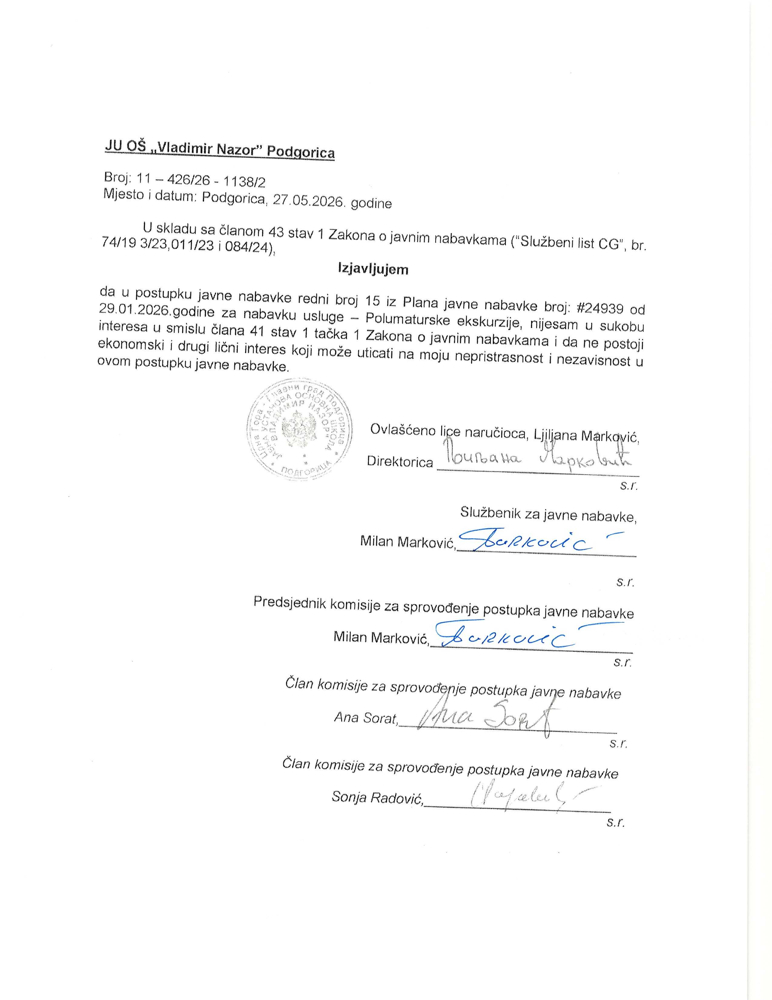 JU OŠ „Vladimir Nazor” Podgorica
Broj: 11 – 426/26 - 1138/2
Mjesto i datum: Podgorica, 27.05.2026. godine
U skladu sa članom 43 stav 1 Zakona o javnim nabavkama (“Službeni list CG”, br.
74/19 3/23,011/23 i 084/24),
Izjavljujem
da u postupku javne nabavke redni broj 15 iz Plana javne nabavke broj: #24939 od
29.01.2026.godine za nabavku usluge – Polumaturske ekskurzije, nijesam u sukobu
interesa u smislu člana 41 stav 1 tačka 1 Zakona o javnim nabavkama i da ne postoji
ekonomski i drugi lični interes koji može uticati na moju nepristrasnost i nezavisnost u
ovom postupku javne nabavke.
Црна Гора - Главни град Подгорица
ЈАВНА УСТАНОВА ОСНОВНА ШКОЛА
"ВЛАДИМИР НАЗОР"
ПОДГОРИЦА
Ovlašćeno lice naručioca, Ljiljana Marković,
Direktorica Љиљана Марковић
s.r.
Službenik za javne nabavke,
Milan Marković, Marković
s.r.
Predsjednik komisije za sprovođenje postupka javne nabavke
Milan Marković, Marković
s.r.
Član komisije za sprovođenje postupka javne nabavke
Ana Sorat, Ana Sorat
s.r.
Član komisije za sprovođenje postupka javne nabavke
Sonja Radović,
s.r.